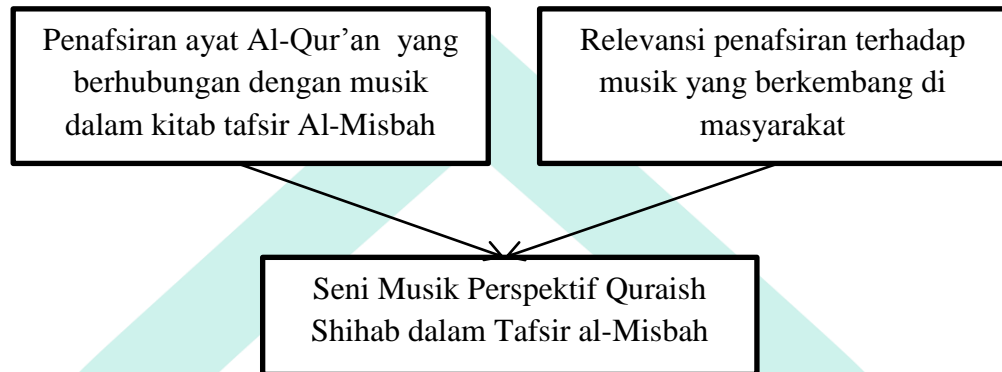 Penafsiran ayat Al-Qur’an yang
berhubungan dengan musik
dalam kitab tafsir Al-Misbah
Relevansi penafsiran terhadap
musik yang berkembang di
masyarakat
Seni Musik Perspektif Quraish
Shihab dalam Tafsir al-Misbah